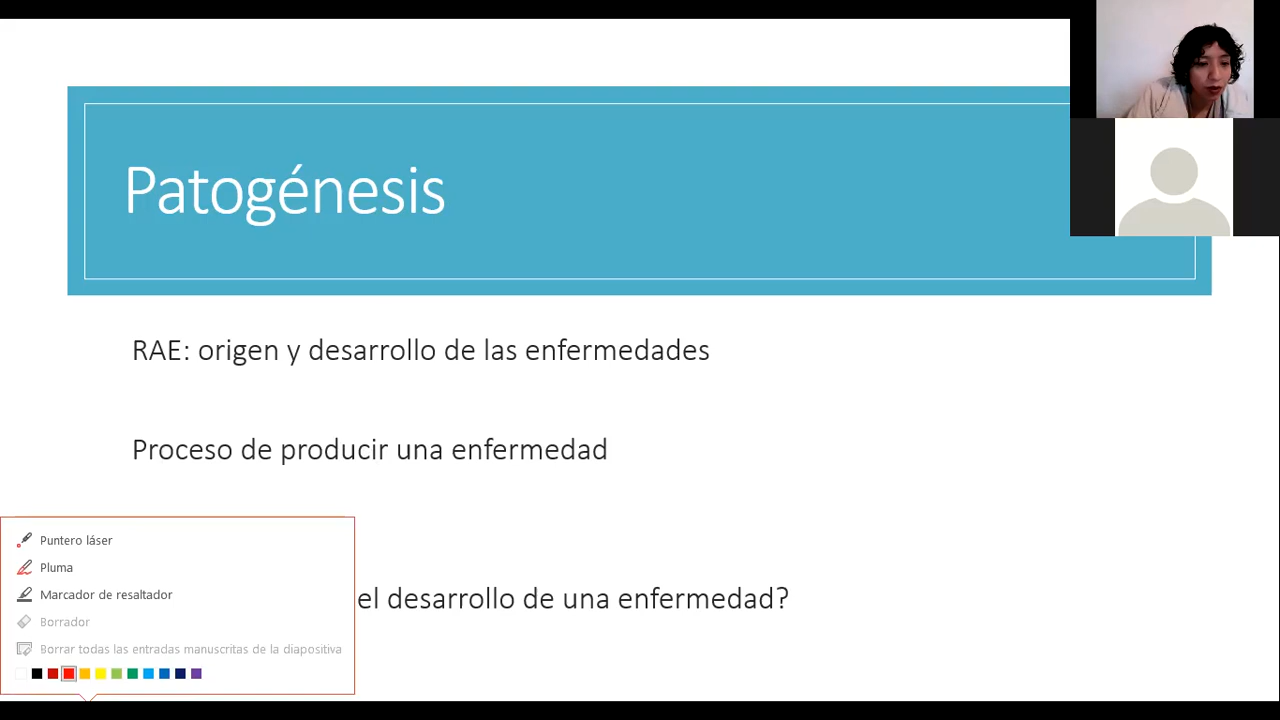 Patogénesis
RAE: origen y desarrollo de las enfermedades
Proceso de producir una enfermedad
el desarrollo de una enfermedad?
Puntero láser
Pluma
Marcador de resaltador
Borrador
Borrar todas las entradas manuscritas de la diapositiva